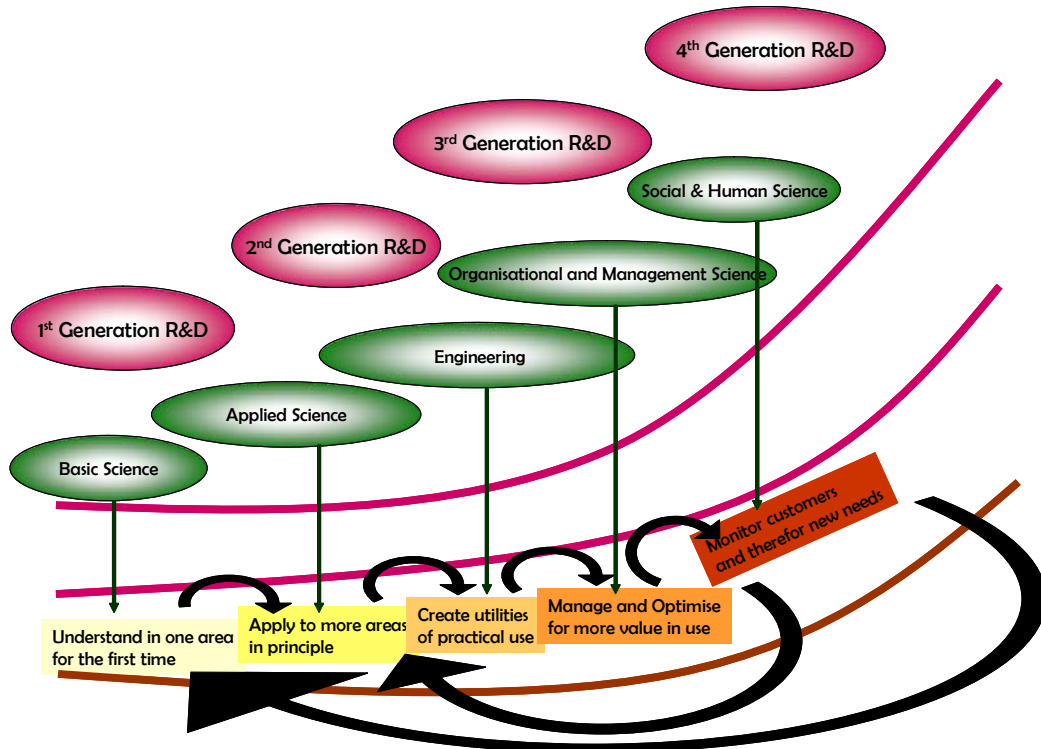 4th Generation R&D
3rd Generation R&D
Social & Human Science
2nd Generation R&D
Organisational and Management Science
1st Generation R&D
Engineering
Applied Science
Basic Science
Monitor customers
and therefor new needs
Understand in one area
for the first time
Apply to more areas
in principle
Create utilities
of practical use
Manage and Optimise
for more value in use